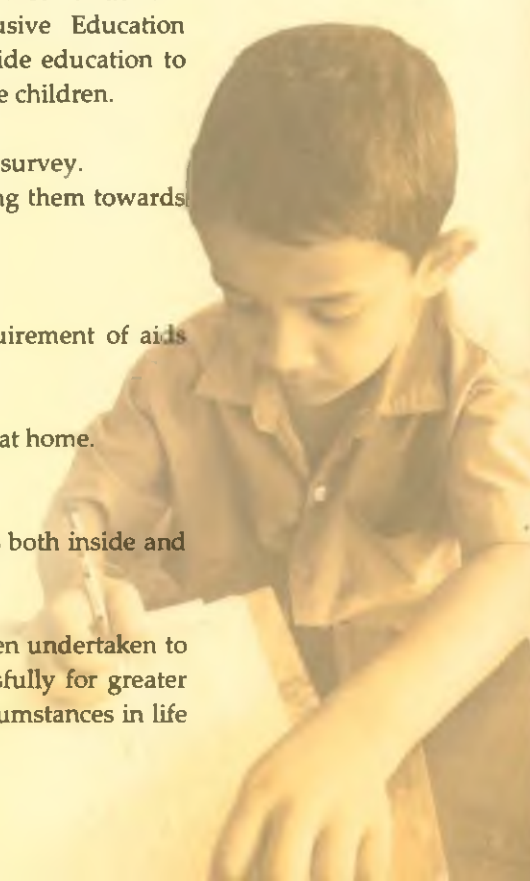 usive Education
ide education to
e children.
survey.
ng them towards
uirement of aids
at home.
both inside and
en undertaken to
sfully for greater
umstances in life